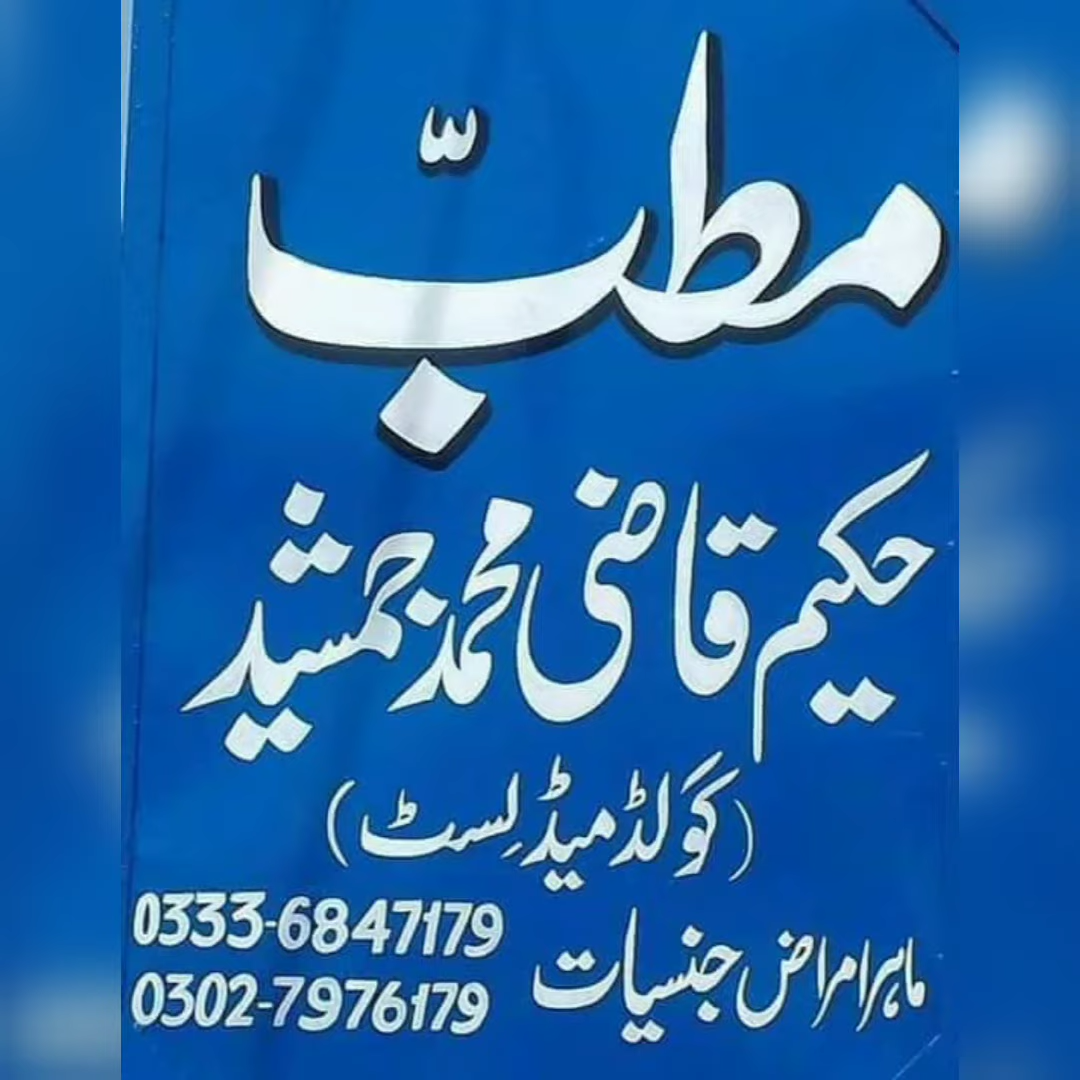 مطبّ
حکیم قاضی محمد جمشید
(گولڈ میڈلسٹ)
ماہر امراض جنسیات
0333-6847179
0302-7976179